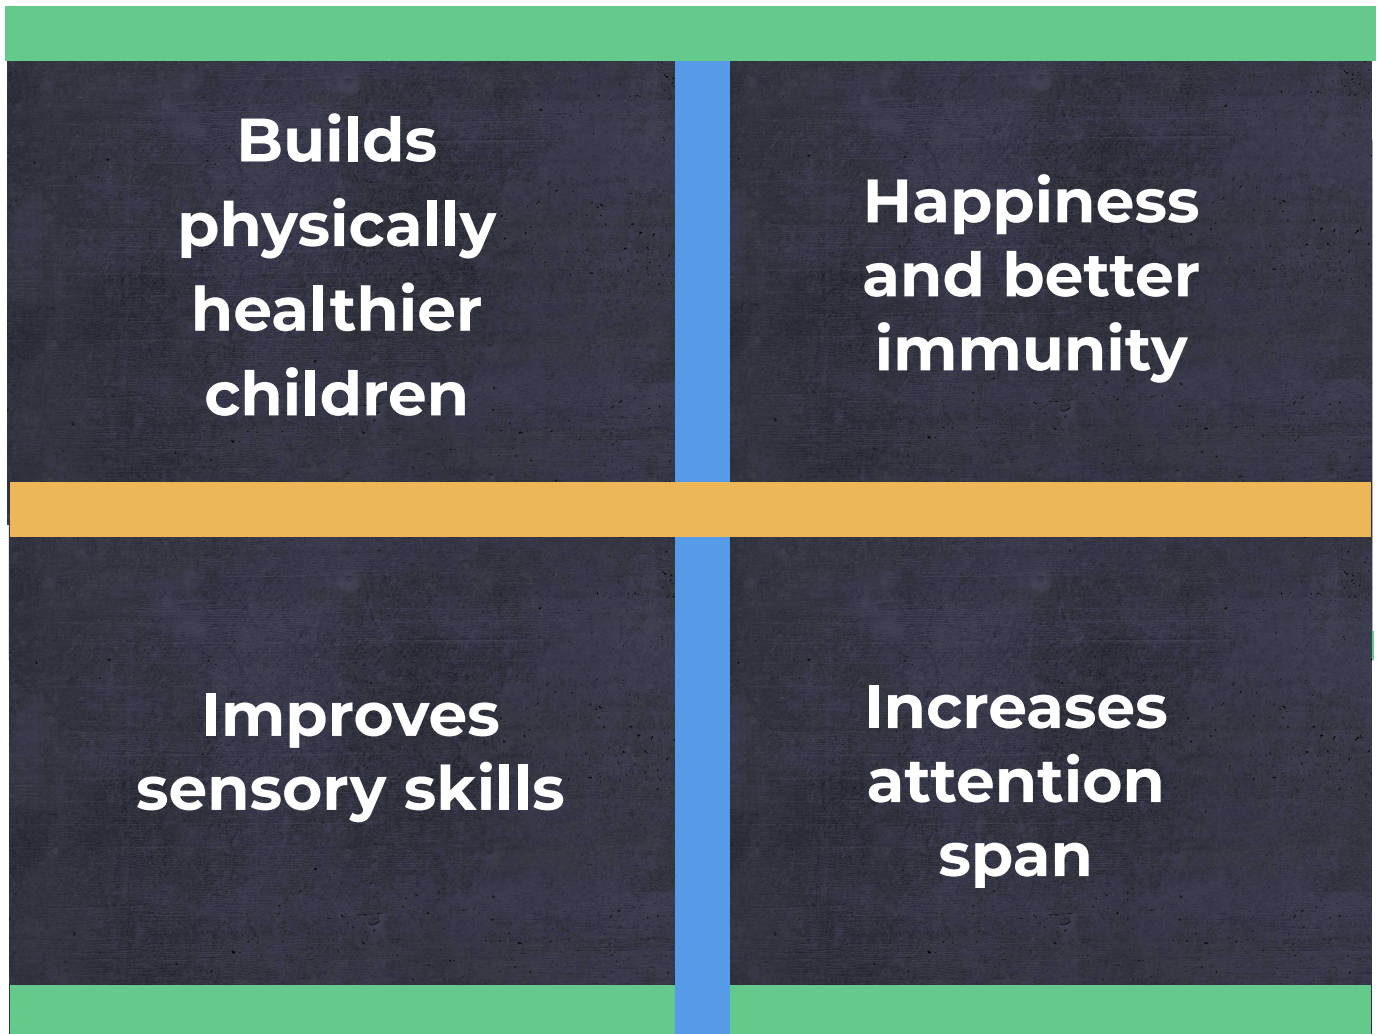 Builds
physically
healthier
children
Happiness
and better
immunity
Improves
sensory skills
Increases
attention
span